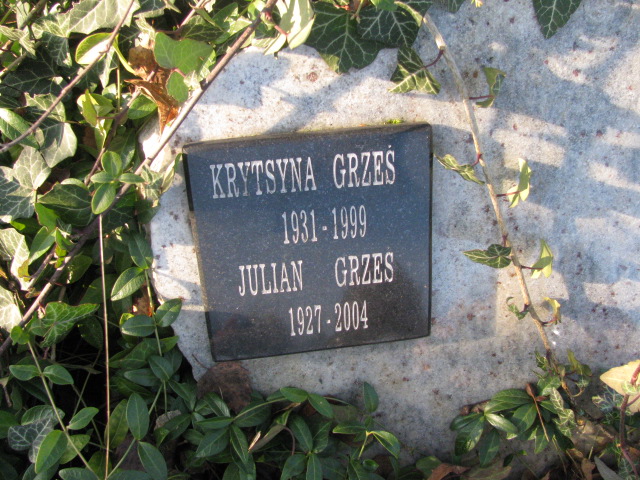 KRYTSYNA GRZEŚ
1931-1999
JULIAN GRZEŚ
1927-2004